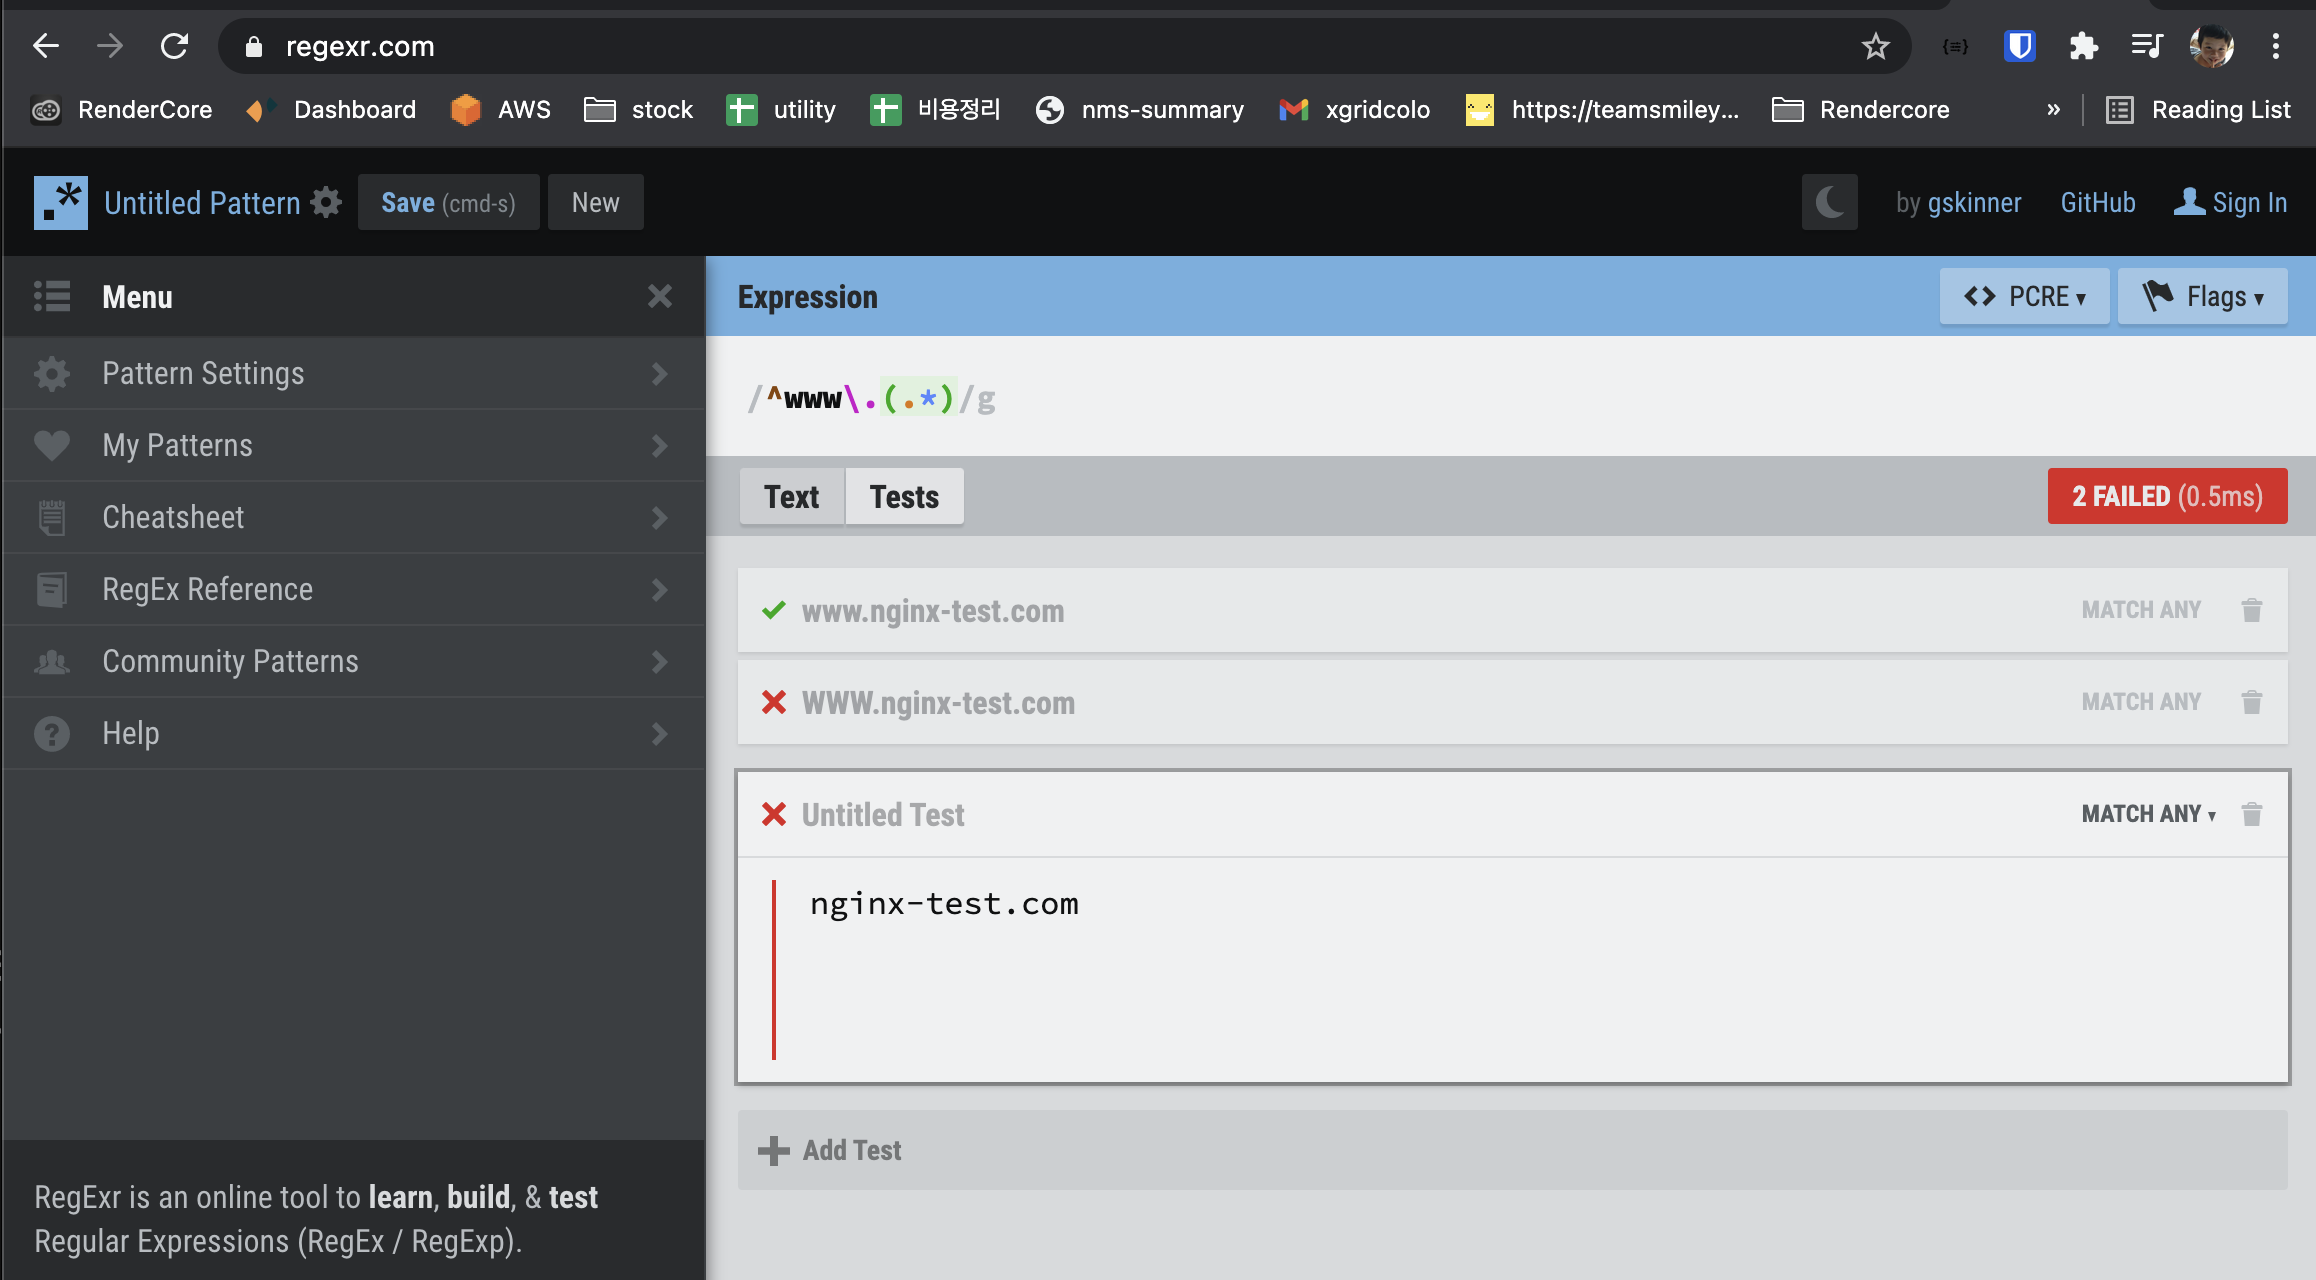 regexr.com
RenderCore Dashboard AWS stock utility 비용정리 nms-summary xgridcolo https://teamsmiley... Rendercore » Reading List
.* Untitled Pattern Save (cmd-s) New by gskinner GitHub Sign In
Menu
Pattern Settings
My Patterns
Cheatsheet
RegEx Reference
Community Patterns
Help
RegExr is an online tool to learn, build, & test
Regular Expressions (RegEx / RegExp).
Expression PCRE ▾ Flags ▾
/^www\.(.*)/g
Text Tests 2 FAILED (0.5ms)
www.nginx-test.com MATCH ANY
WWW.nginx-test.com MATCH ANY
Untitled Test MATCH ANY ▾
nginx-test.com
Add Test